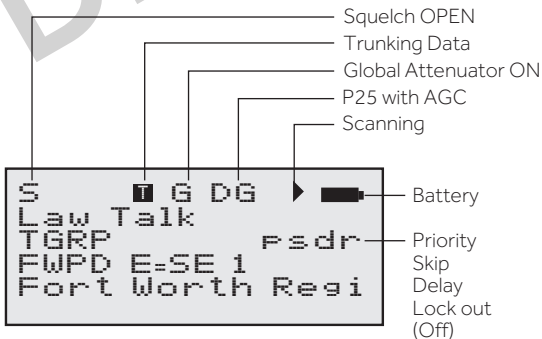 Squelch OPEN
Trunking Data
Global Attenuator ON
P25 with AGC
Scanning
S T G DG
Battery
Law Talk
TGRP psdr
Priority
FWPD E=SE 1
Skip
Fort Worth Regi
Delay
Lock out
(Off)